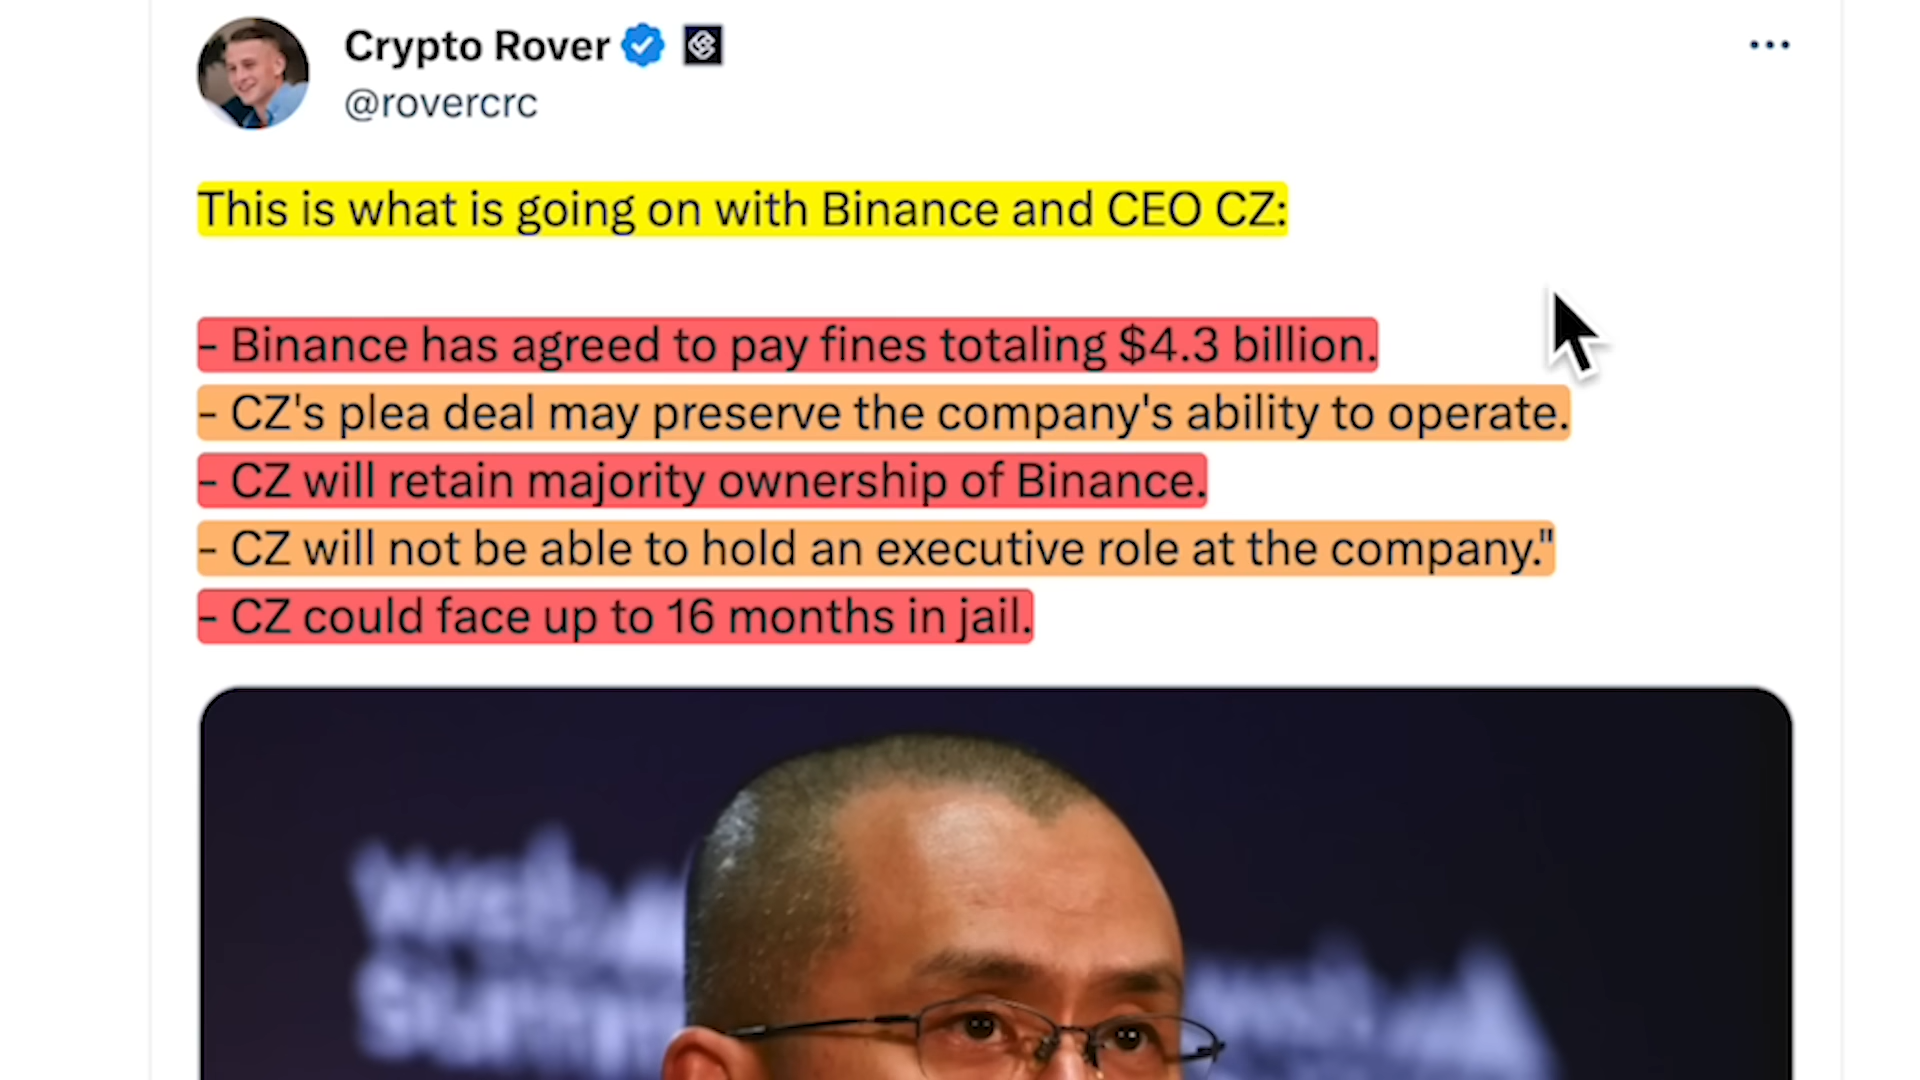 Crypto Rover
@rovercrc
This is what is going on with Binance and CEO CZ:
- Binance has agreed to pay fines totaling $4.3 billion.
- CZ's plea deal may preserve the company's ability to operate.
- CZ will retain majority ownership of Binance.
- CZ will not be able to hold an executive role at the company."
- CZ could face up to 16 months in jail.